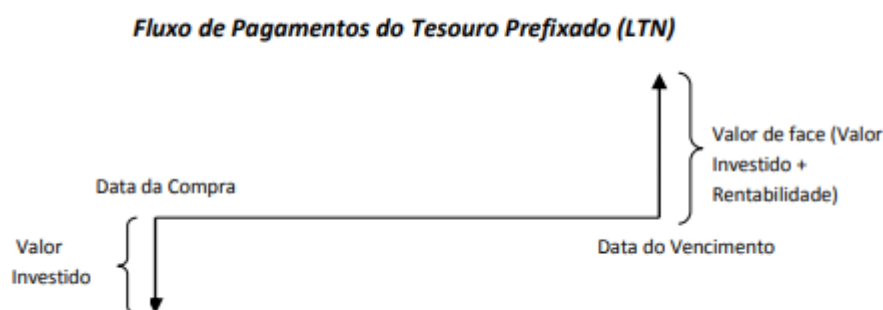 Fluxo de Pagamentos do Tesouro Prefixado (LTN)
Valor de face (Valor
Investido +
Rentabilidade)
Data da Compra
Data do Vencimento
Valor
Investido